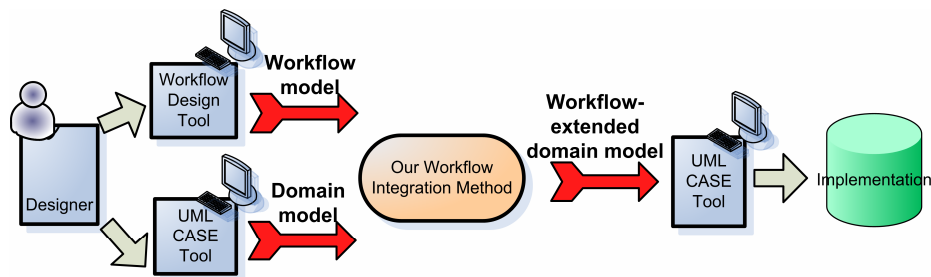 Designer
Workflow
Design
Tool
Workflow
model
UML
CASE
Tool
Domain
model
Our Workflow
Integration Method
Workflow-
extended
domain model
UML
CASE
Tool
Implementation